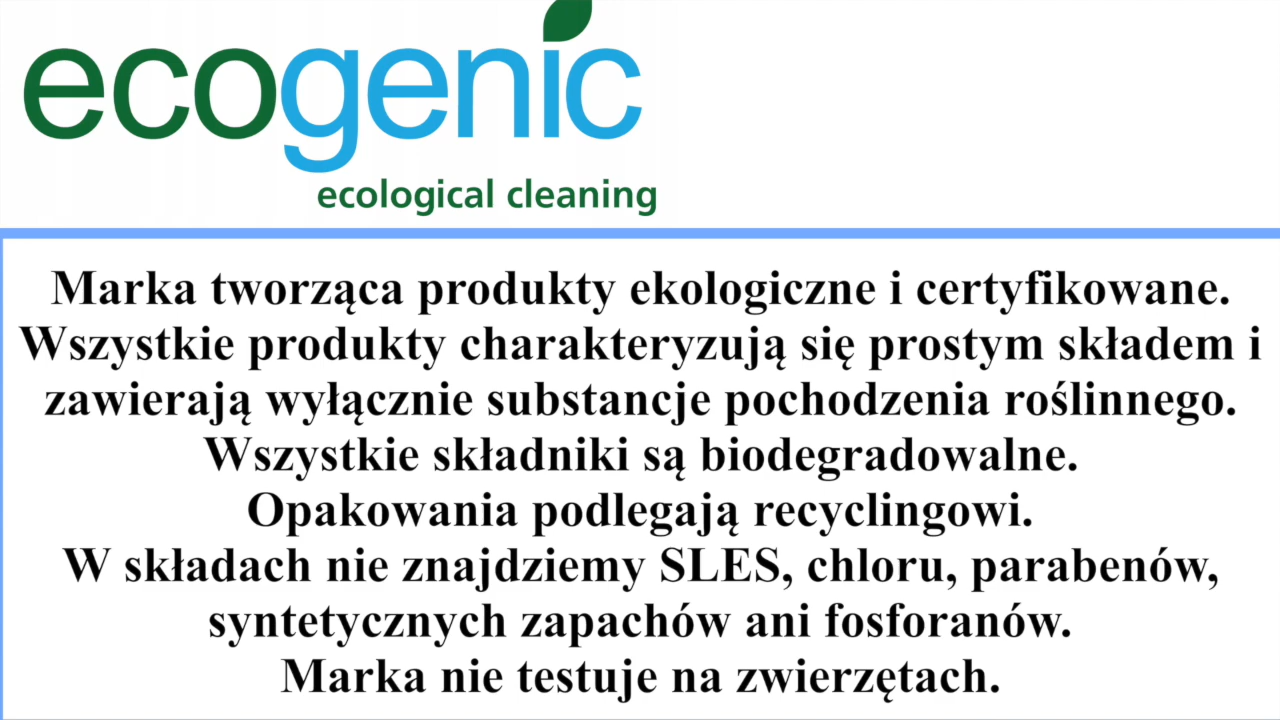 ecogenic
ecological cleaning
Marka tworząca produkty ekologiczne i certyfikowane.
Wszystkie produkty charakteryzują się prostym składem i
zawierają wyłącznie substancje pochodzenia roślinnego.
Wszystkie składniki są biodegradowalne.
Opakowania podlegają recyclingowi.
W składach nie znajdziemy SLES, chloru, parabenów,
syntetycznych zapachów ani fosforanów.
Marka nie testuje na zwierzętach.